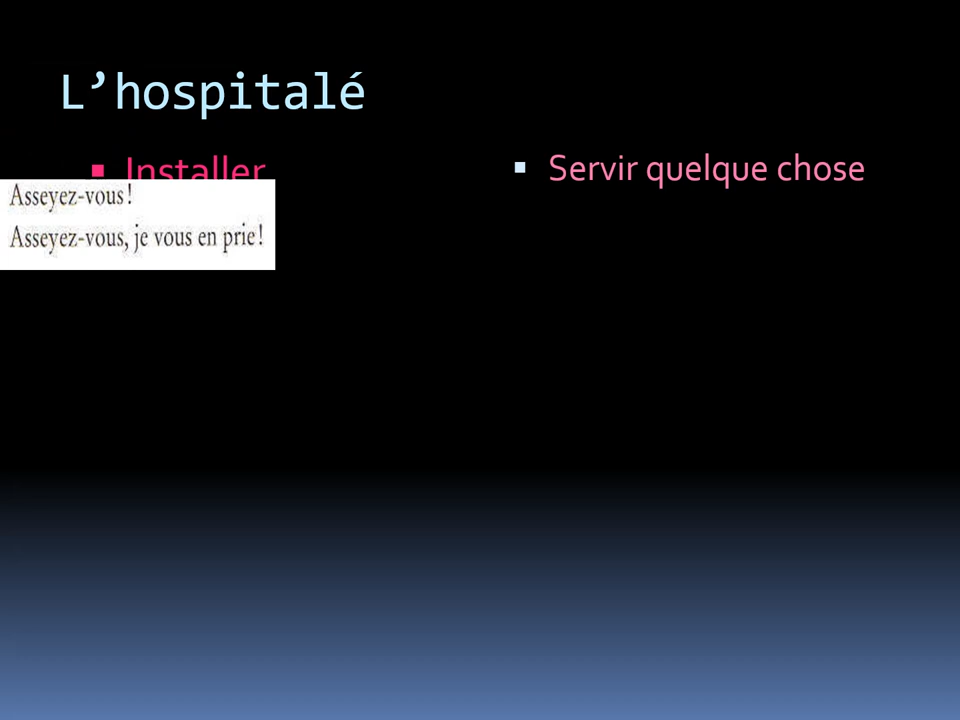 L’hospitalé
▪ Installer
Asseyez-vous !
Asseyez-vous, je vous en prie !
▪ Servir quelque chose